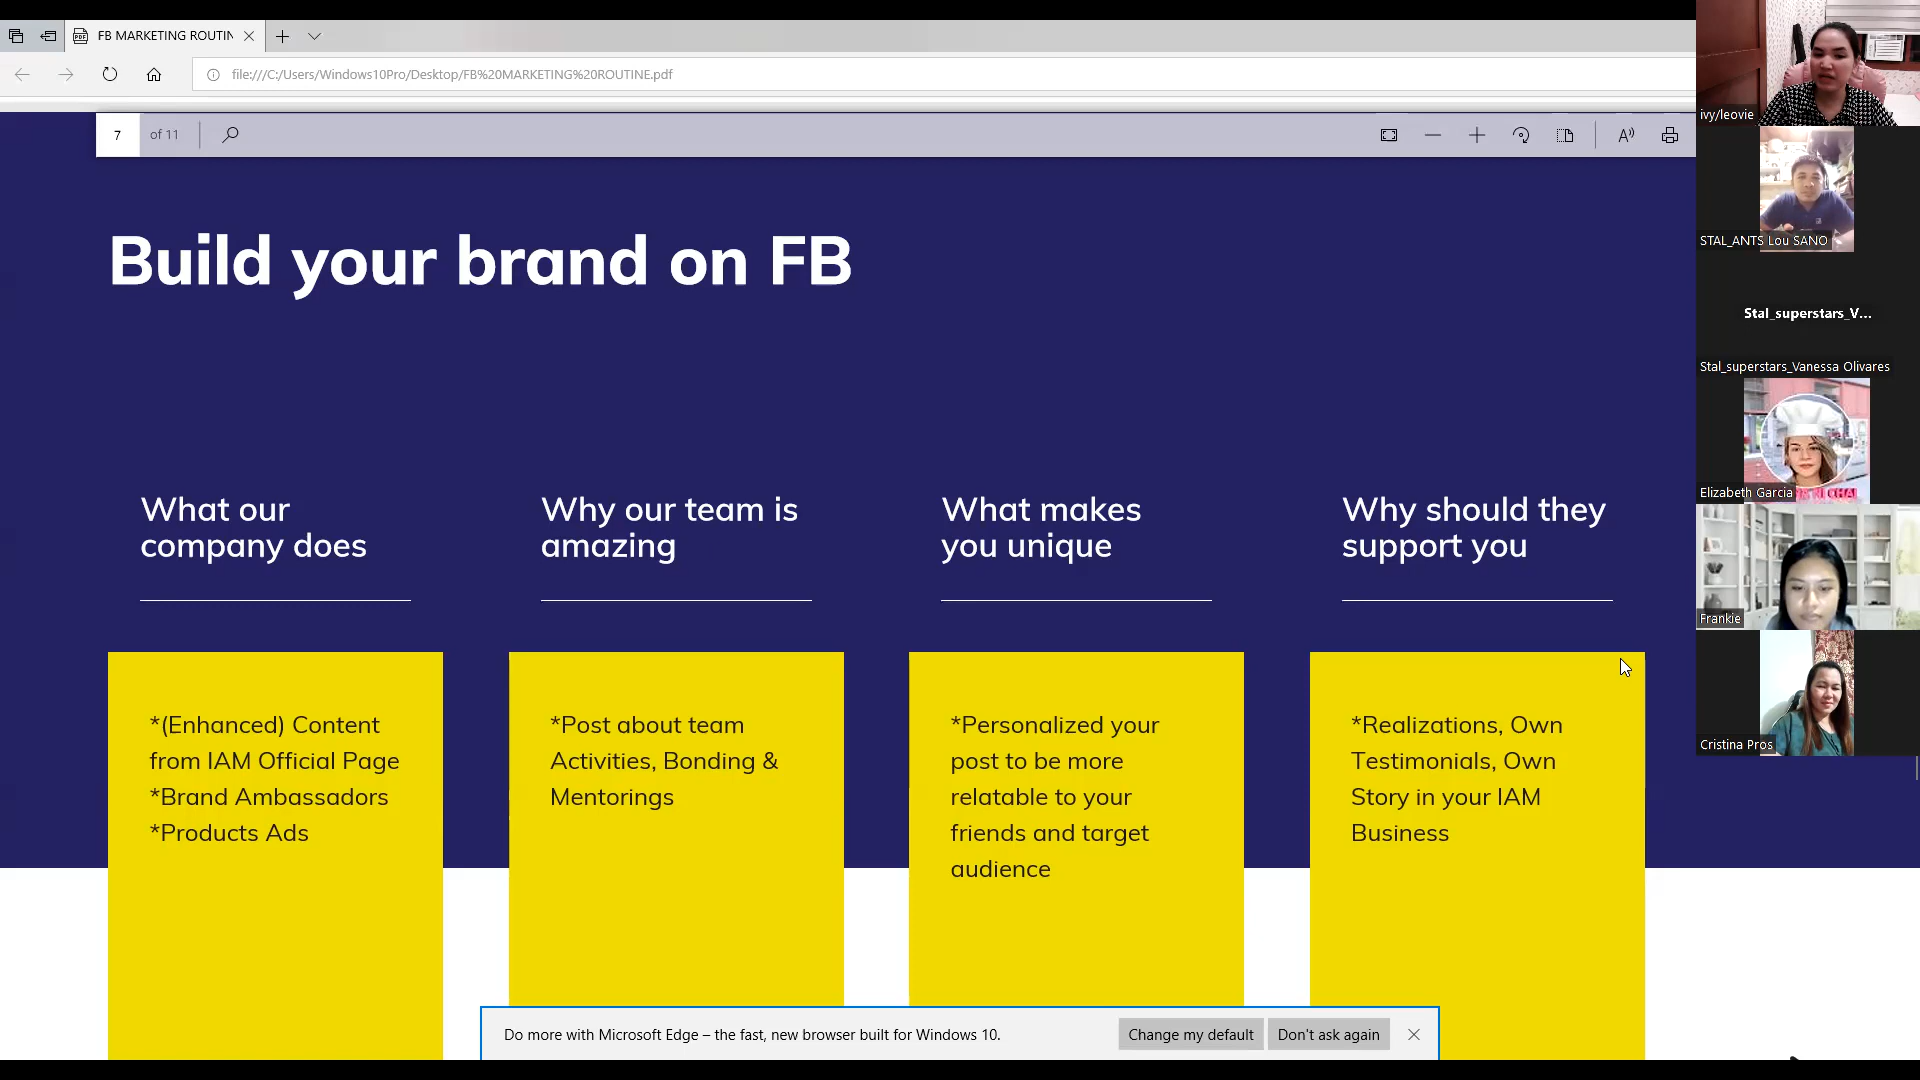 FB MARKETING ROUTIN
file:///C:/Users/Windows10Pro/Desktop/FB%20MARKETING%20ROUTINE.pdf
7 of 11
Build your brand on FB
What our
company does
*(Enhanced) Content
from IAM Official Page
*Brand Ambassadors
*Products Ads
Why our team is
amazing
*Post about team
Activities, Bonding &
Mentorings
What makes
you unique
*Personalized your
post to be more
relatable to your
friends and target
audience
Why should they
support you
*Realizations, Own
Testimonials, Own
Story in your IAM
Business
Do more with Microsoft Edge – the fast, new browser built for Windows 10.
Change my default
Don't ask again
ivy/leovie
STAL_ANTS Lou SANO
Stal_superstars_V...
Stal_superstars_Vanessa Olivares
Elizabeth Garcia
Frankie
Cristina Pros